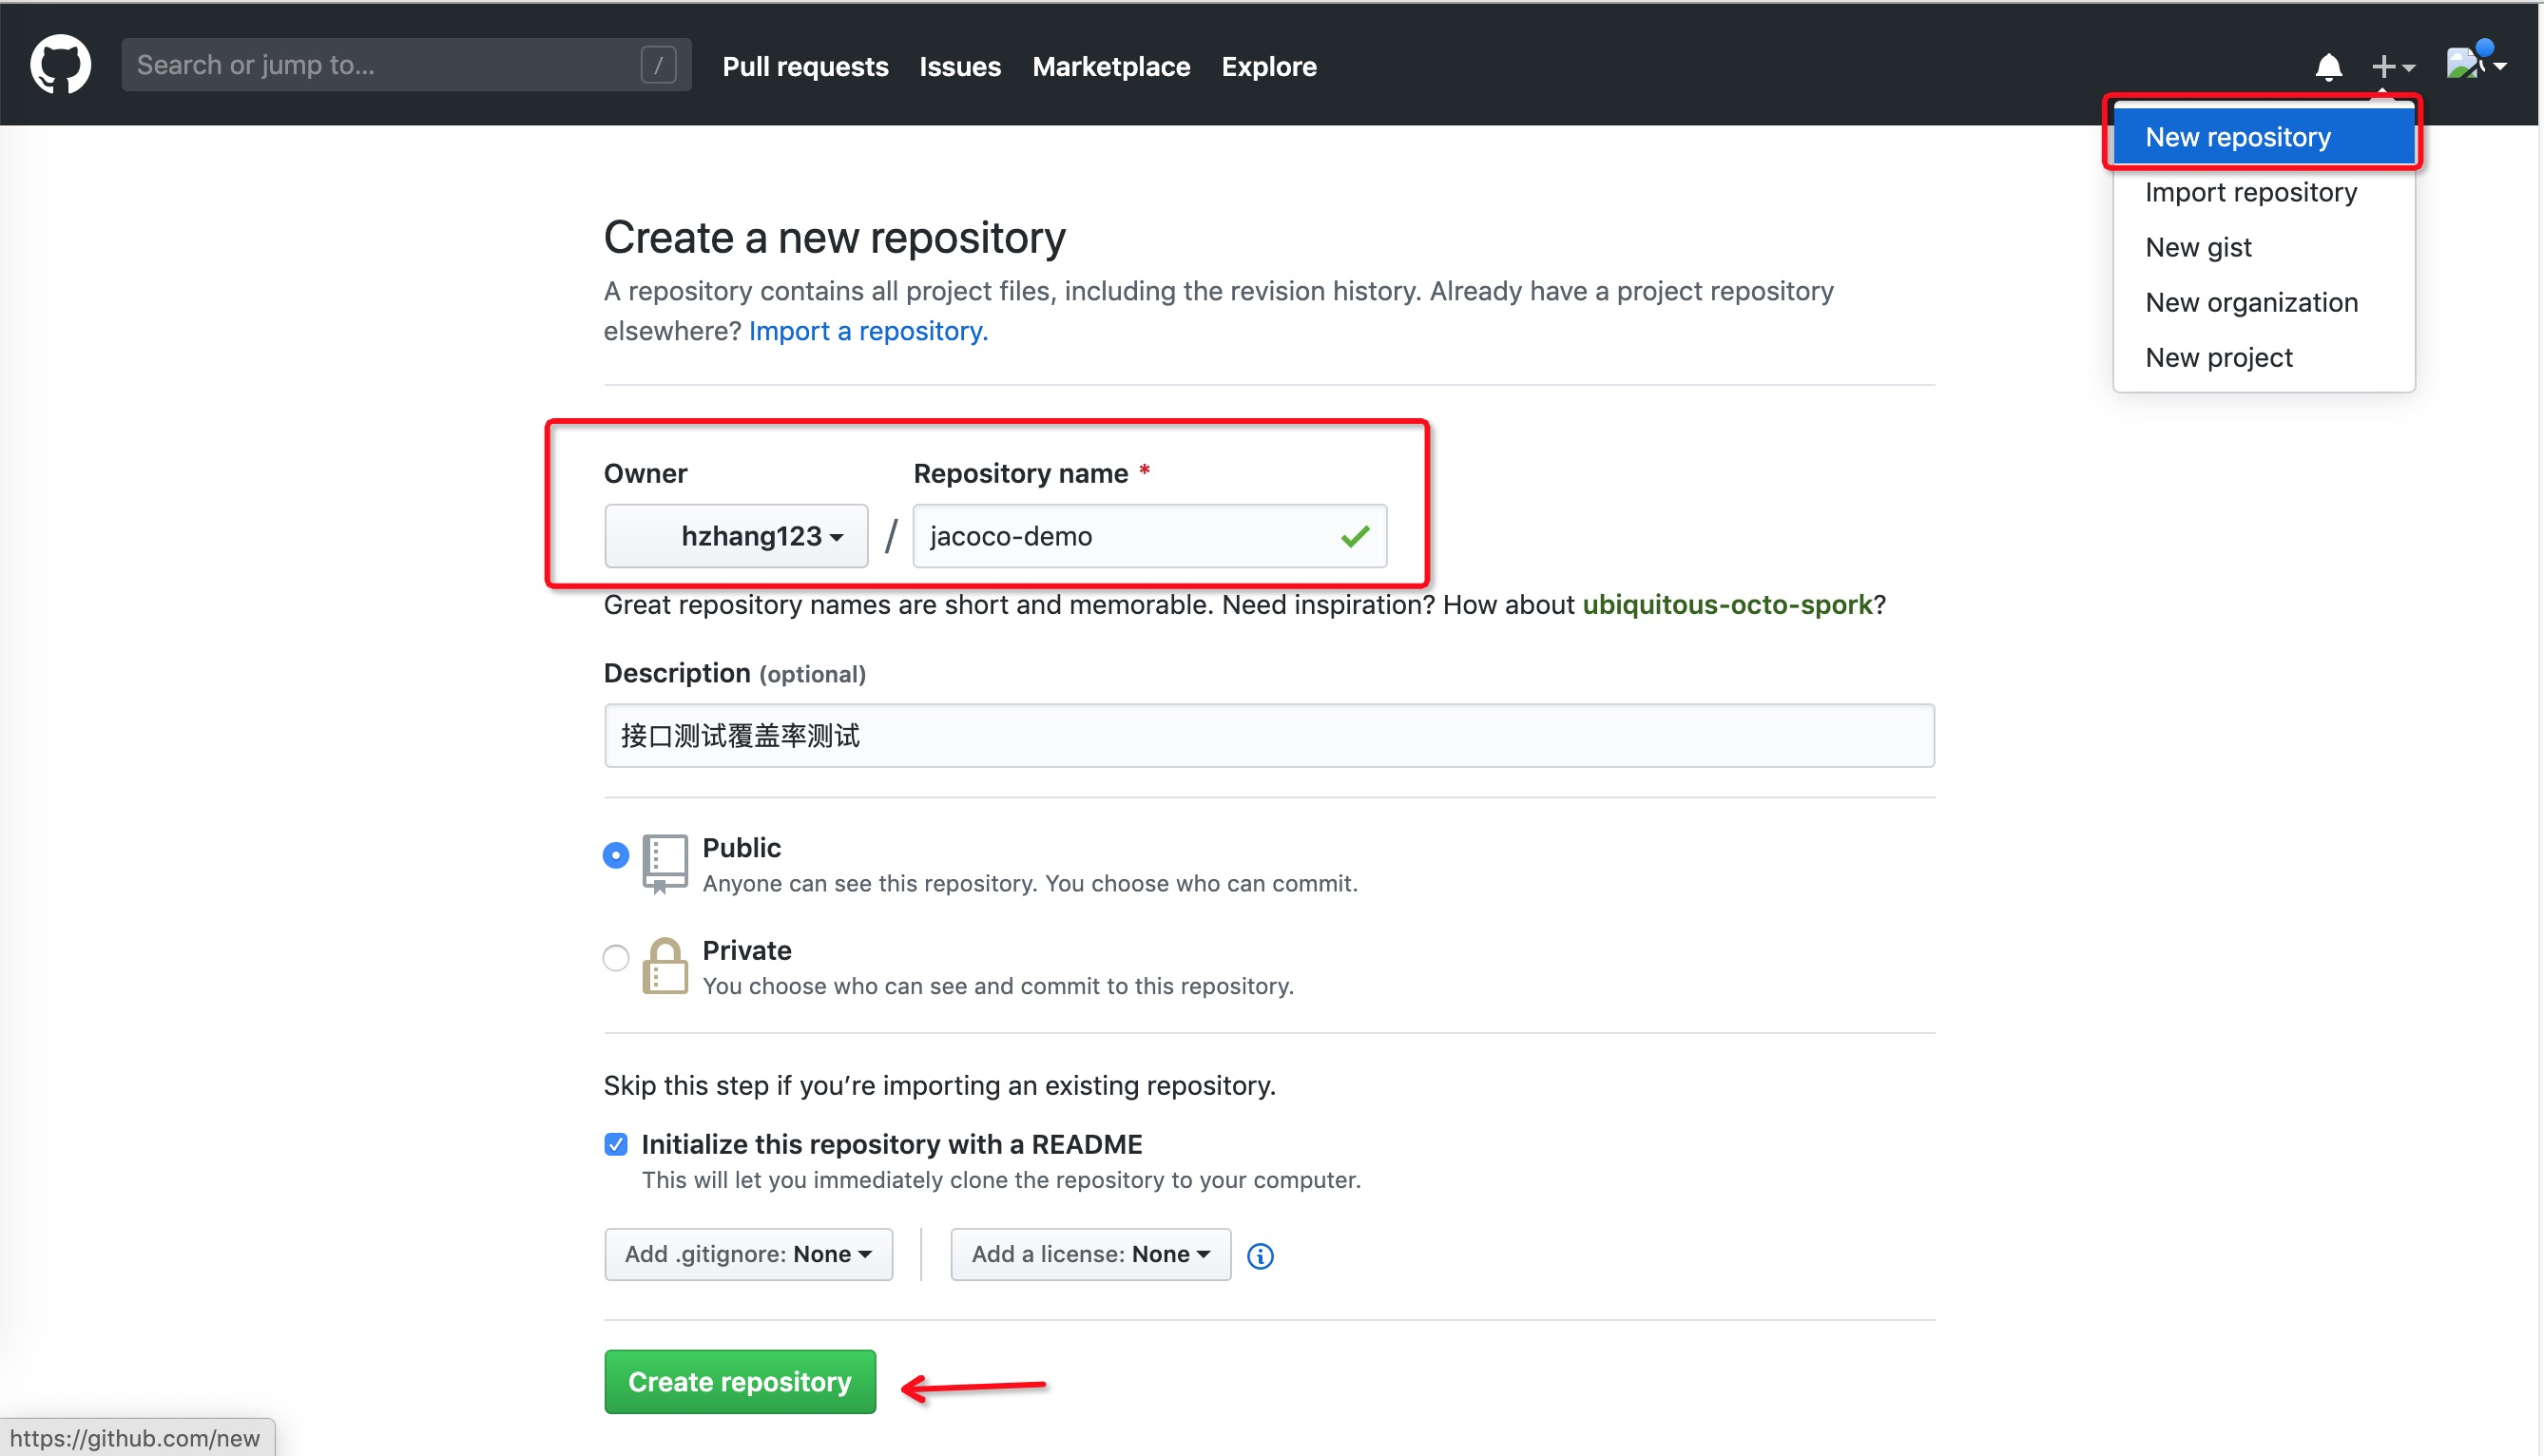 Search or jump to... /
Pull requests Issues Marketplace Explore
New repository
Import repository
New gist
New organization
New project
Create a new repository
A repository contains all project files, including the revision history. Already have a project repository
elsewhere? Import a repository.
Owner
Repository name *
hzhang123 / jacoco-demo
Great repository names are short and memorable. Need inspiration? How about ubiquitous-octo-spork?
Description (optional)
接口测试覆盖率测试
Public
Anyone can see this repository. You choose who can commit.
Private
You choose who can see and commit to this repository.
Skip this step if you’re importing an existing repository.
Initialize this repository with a README
This will let you immediately clone the repository to your computer.
Add .gitignore: None Add a license: None
Create repository
https://github.com/new